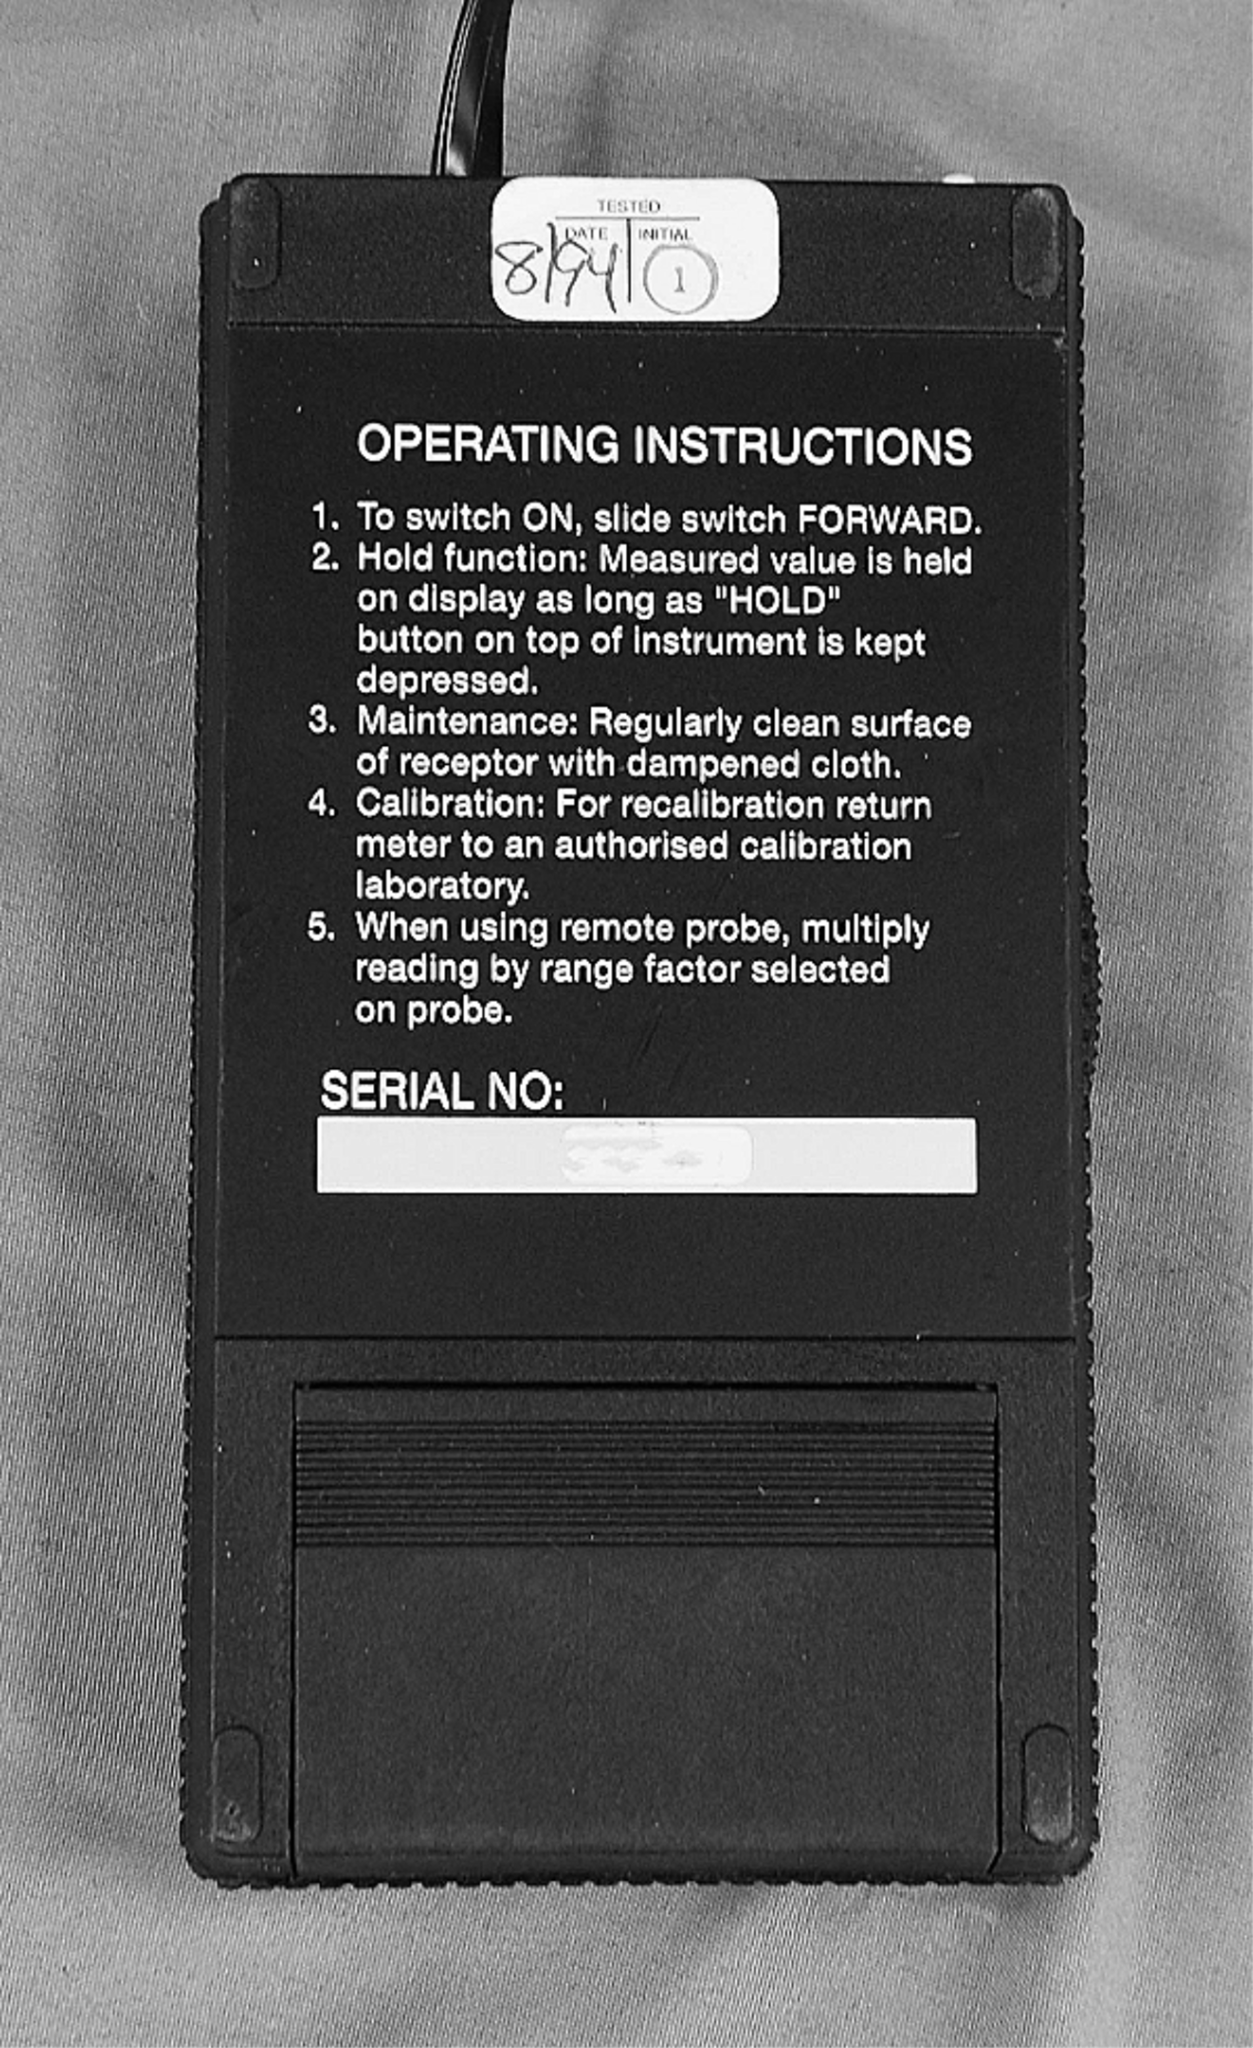 TESTED
DATE INITIAL
8/94 1
OPERATING INSTRUCTIONS
1. To switch ON, slide switch FORWARD.
2. Hold function: Measured value is held
on display as long as "HOLD"
button on top of instrument is kept
depressed.
3. Maintenance: Regularly clean surface
of receptor with dampened cloth.
4. Calibration: For recalibration return
meter to an authorised calibration
laboratory.
5. When using remote probe, multiply
reading by range factor selected
on probe.
SERIAL NO: